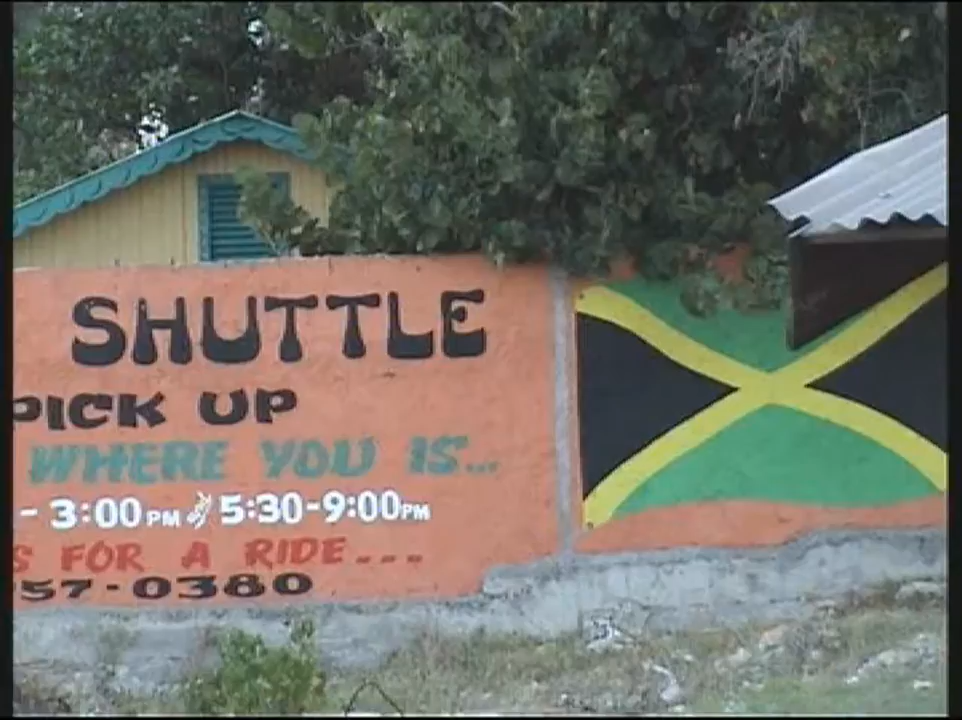 SHUTTLE
PICK UP
WHERE YOU IS...
- 3:00PM 5:30-9:00PM
S FOR A RIDE...
57-0380